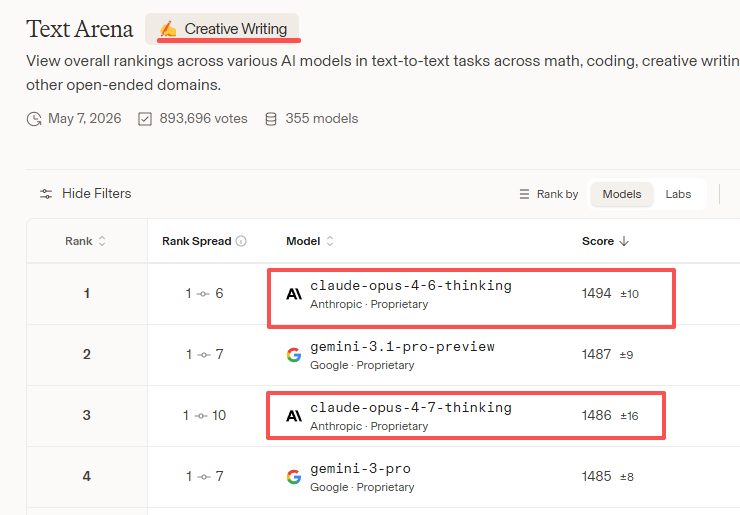 Text Arena ✍️ Creative Writing
View overall rankings across various AI models in text-to-text tasks across math, coding, creative writin
other open-ended domains.
May 7, 2026 893,696 votes 355 models
Hide Filters Rank by Models Labs
Rank Rank Spread Model Score
1 1 6 claude-opus-4-6-thinking 1494 ±10
Anthropic · Proprietary
2 1 7 gemini-3.1-pro-preview 1487 ±9
Google · Proprietary
3 1 10 claude-opus-4-7-thinking 1486 ±16
Anthropic · Proprietary
4 1 7 gemini-3-pro 1485 ±8
Google · Proprietary